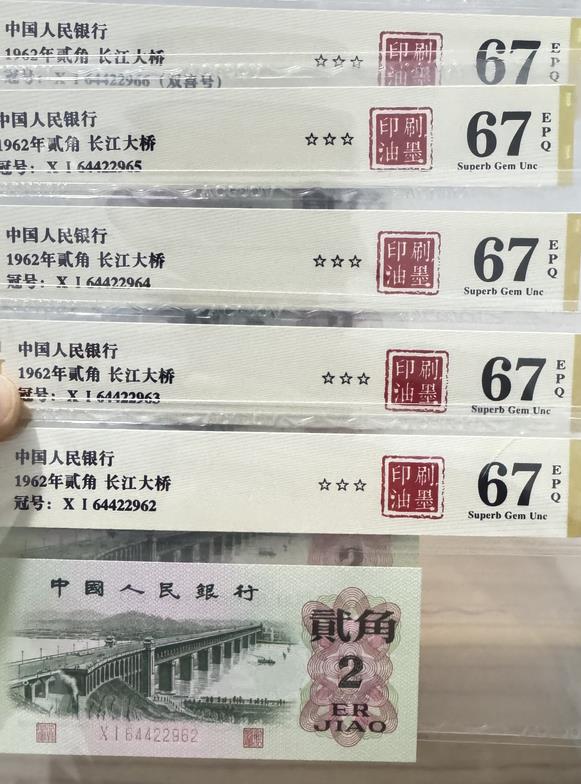 中国人民银行
1962年贰角 长江大桥
冠号：X I 64422966（双喜号）
☆☆☆
印刷
油墨
67
EPQ
中国人民银行
1962年贰角 长江大桥
冠号：X I 64422965
☆☆☆
印刷
油墨
67
EPQ
Superb Gem Unc
中国人民银行
1962年贰角 长江大桥
冠号：X I 64422964
☆☆☆
印刷
油墨
67
EPQ
Superb Gem Unc
中国人民银行
1962年贰角 长江大桥
冠号：X I 64422963
☆☆☆
印刷
油墨
67
EPQ
Superb Gem Unc
中国人民银行
1962年贰角 长江大桥
冠号：X I 64422962
☆☆☆
印刷
油墨
67
EPQ
Superb Gem Unc
中國人民銀行
貳角
2
ER
JIAO
X I 64422962
2